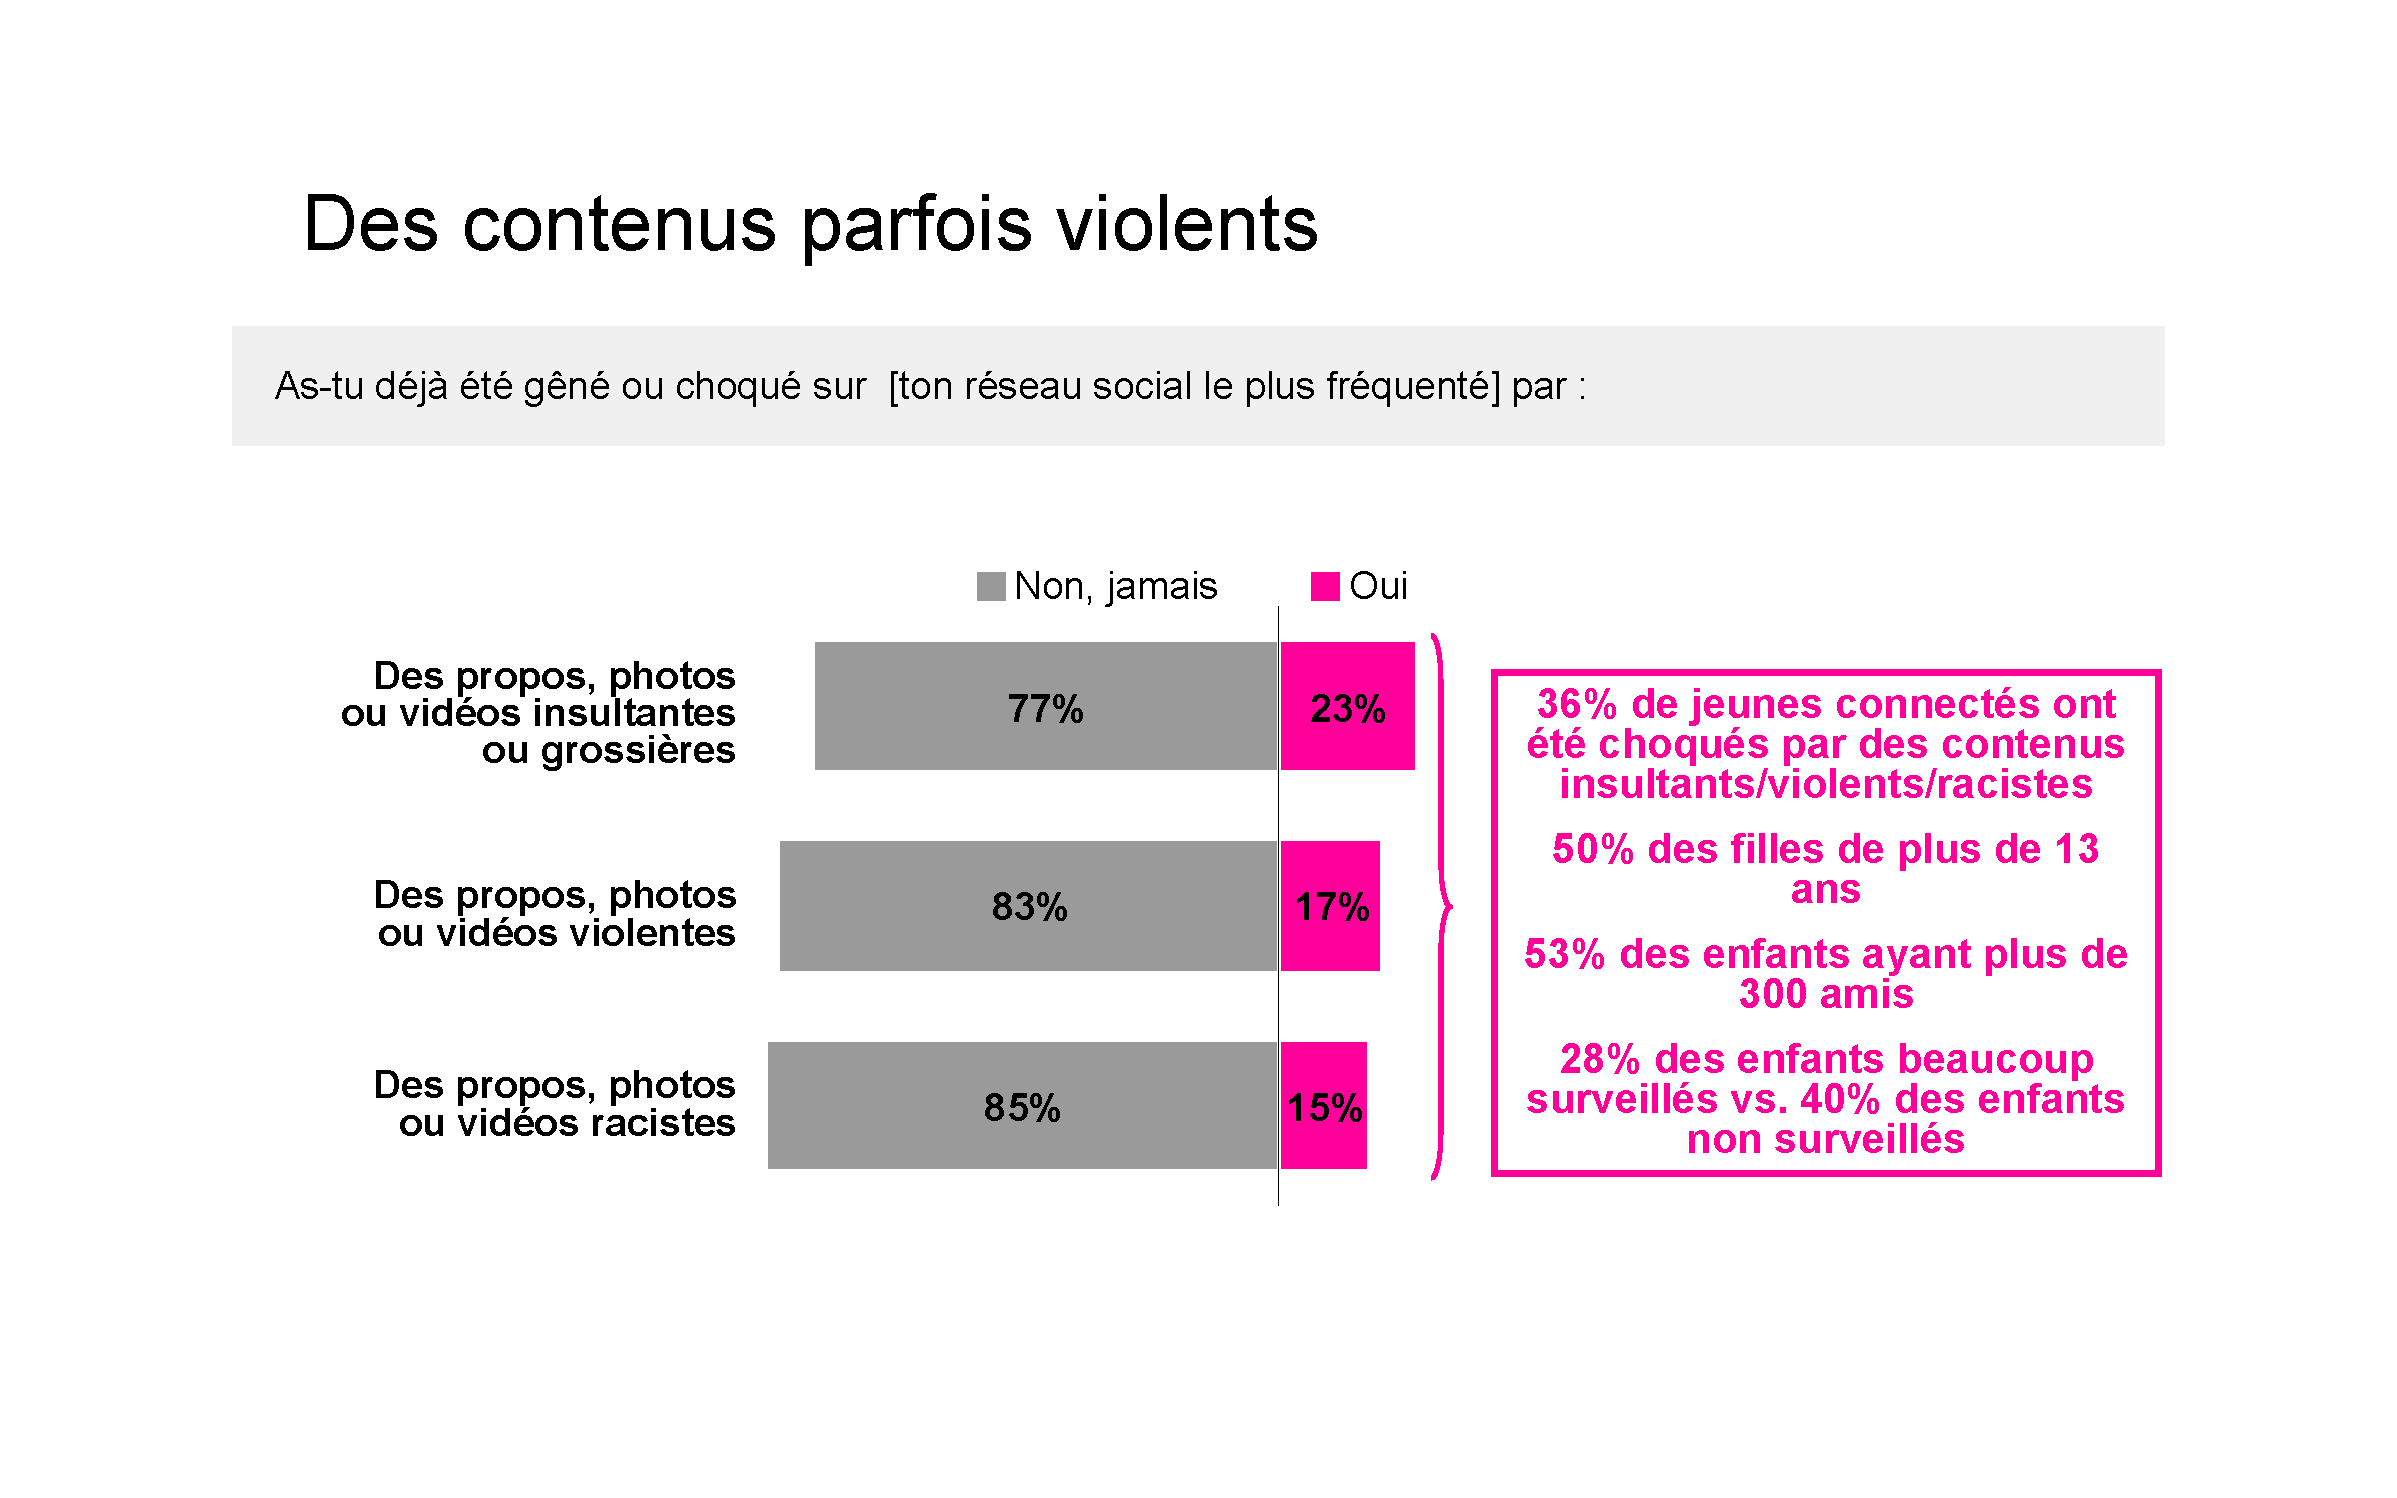 Des contenus parfois violents
As-tu déjà été gêné ou choqué sur  [ton réseau social le plus fréquenté] par :
Non, jamais
Oui
Des propos, photos
ou vidéos insultantes
ou grossières
77%
23%
Des propos, photos
ou vidéos violentes
83%
17%
Des propos, photos
ou vidéos racistes
85%
15%
36% de jeunes connectés ont
été choqués par des contenus
insultants/violents/racistes
50% des filles de plus de 13
ans
53% des enfants ayant plus de
300 amis
28% des enfants beaucoup
surveillés vs. 40% des enfants
non surveillés